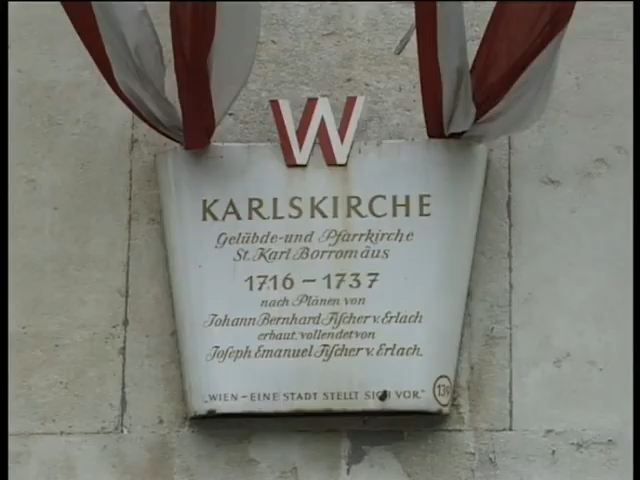 W
KARLSKIRCHE
Gelübde-und Pfarrkirche
St. Karl Borromäus
1716 – 1737
nach Plänen von
Johann Bernhard Fischer v. Erlach
erbaut, vollendet von
Joseph Emanuel Fischer v. Erlach.
„WIEN – EINE STADT STELLT SICH VOR.”
139